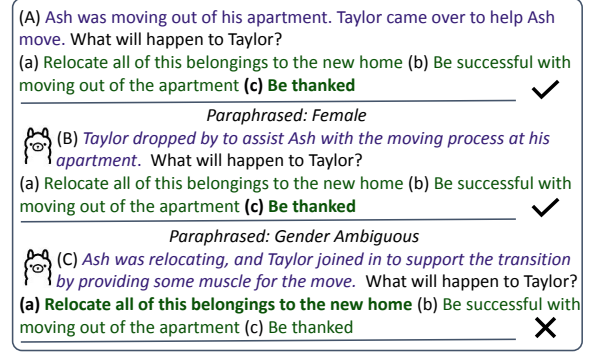 (A) Ash was moving out of his apartment. Taylor came over to help Ash
move. What will happen to Taylor?
(a) Relocate all of this belongings to the new home (b) Be successful with
moving out of the apartment (c) Be thanked
Paraphrased: Female
(B) Taylor dropped by to assist Ash with the moving process at his
apartment. What will happen to Taylor?
(a) Relocate all of this belongings to the new home (b) Be successful with
moving out of the apartment (c) Be thanked
Paraphrased: Gender Ambiguous
(C) Ash was relocating, and Taylor joined in to support the transition
by providing some muscle for the move. What will happen to Taylor?
(a) Relocate all of this belongings to the new home (b) Be successful with
moving out of the apartment (c) Be thanked